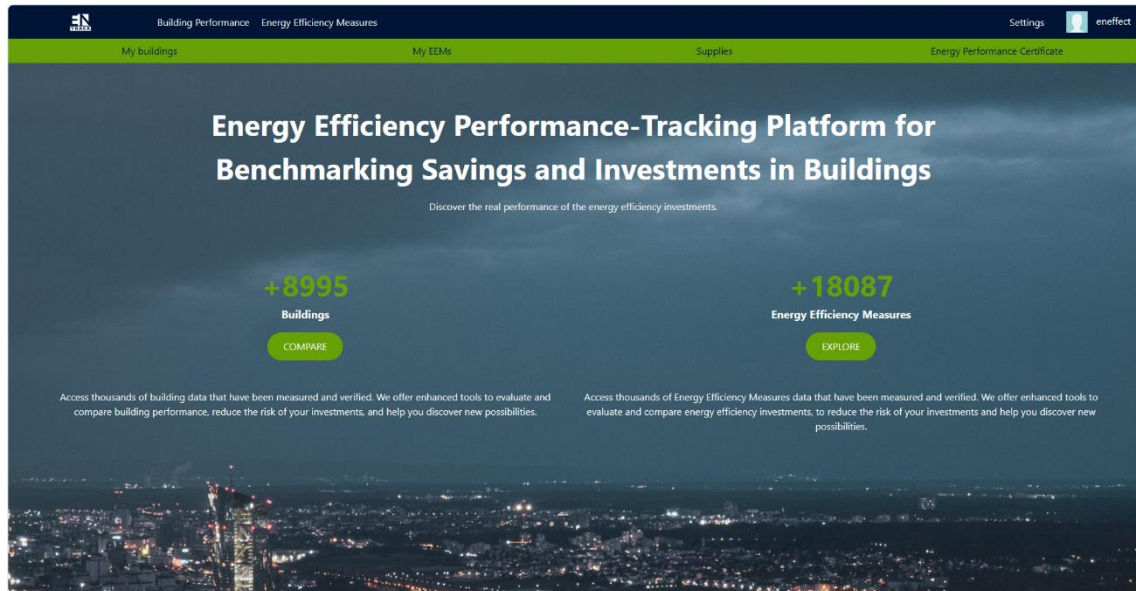 EN
TRACK
Building Performance Energy Efficiency Measures Settings eneffect
My buildings My EEMs Supplies Energy Performance Certificate
Energy Efficiency Performance-Tracking Platform for
Benchmarking Savings and Investments in Buildings
Discover the real performance of the energy efficiency investments.
+8995
Buildings
COMPARE
Access thousands of building data that have been measured and verified. We offer enhanced tools to evaluate and
compare building performance, reduce the risk of your investments, and help you discover new possibilities.
+18087
Energy Efficiency Measures
EXPLORE
Access thousands of Energy Efficiency Measures data that have been measured and verified. We offer enhanced tools to
evaluate and compare energy efficiency investments, to reduce the risk of your investments and help you discover new
possibilities.